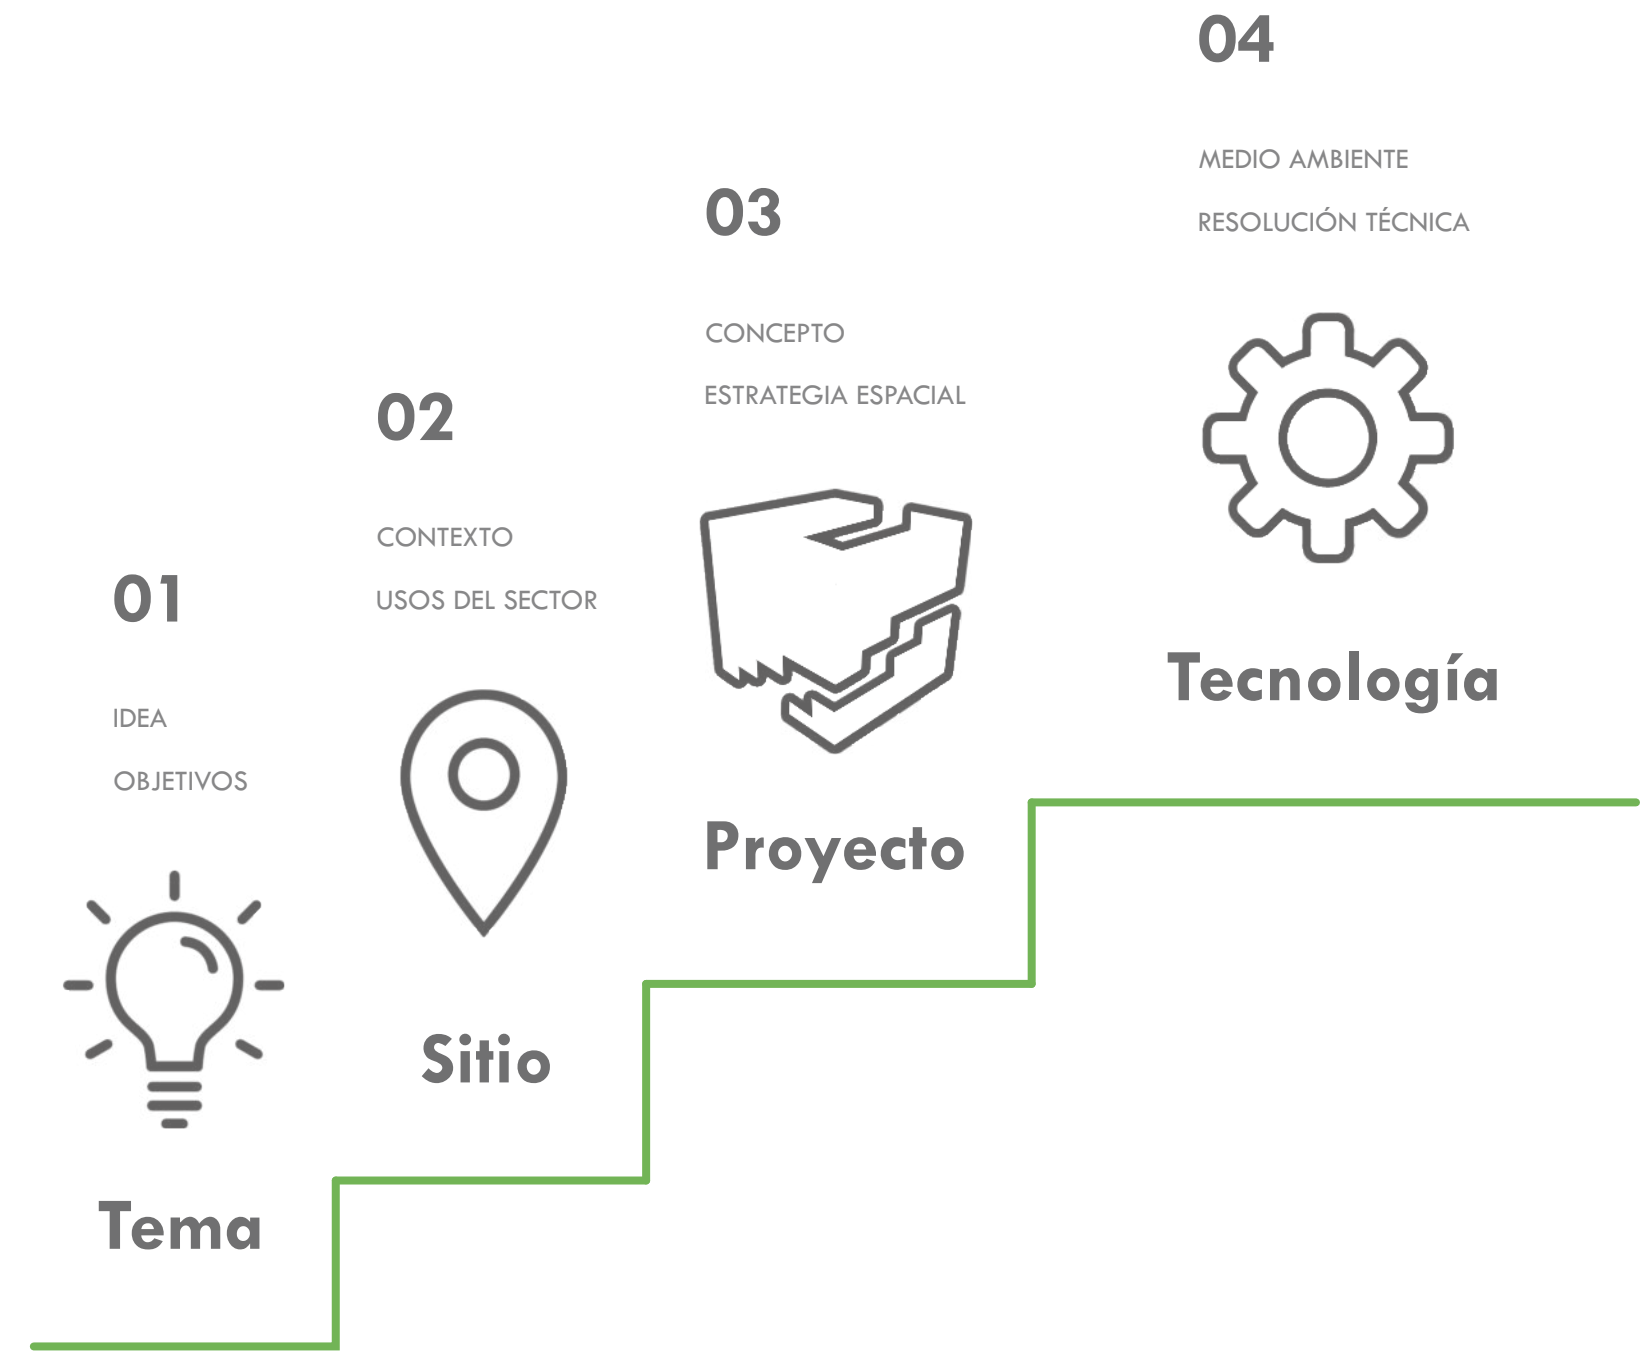 01
IDEA
OBJETIVOS
Tema
02
CONTEXTO
USOS DEL SECTOR
Sitio
03
CONCEPTO
ESTRATEGIA ESPACIAL
Proyecto
04
MEDIO AMBIENTE
RESOLUCIÓN TÉCNICA
Tecnología